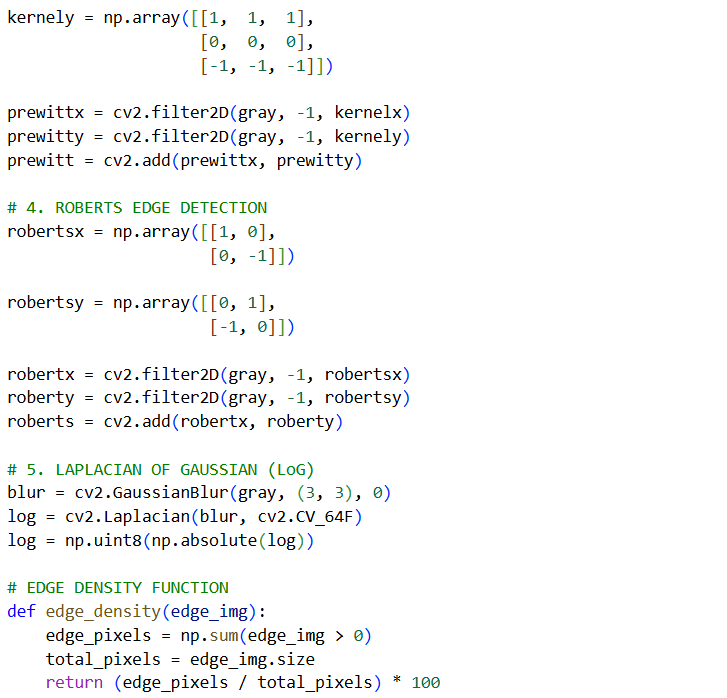 kernely = np.array([[1,  1,  1],
                    [0,  0,  0],
                    [-1, -1, -1]])

prewittx = cv2.filter2D(gray, -1, kernelx)
prewitty = cv2.filter2D(gray, -1, kernely)
prewitt = cv2.add(prewittx, prewitty)

# 4. ROBERTS EDGE DETECTION
robertsx = np.array([[1, 0],
                     [0, -1]])

robertsy = np.array([[0, 1],
                     [-1, 0]])

robertx = cv2.filter2D(gray, -1, robertsx)
roberty = cv2.filter2D(gray, -1, robertsy)
roberts = cv2.add(robertx, roberty)

# 5. LAPLACIAN OF GAUSSIAN (LoG)
blur = cv2.GaussianBlur(gray, (3, 3), 0)
log = cv2.Laplacian(blur, cv2.CV_64F)
log = np.uint8(np.absolute(log))

# EDGE DENSITY FUNCTION
def edge_density(edge_img):
    edge_pixels = np.sum(edge_img > 0)
    total_pixels = edge_img.size
    return (edge_pixels / total_pixels) * 100